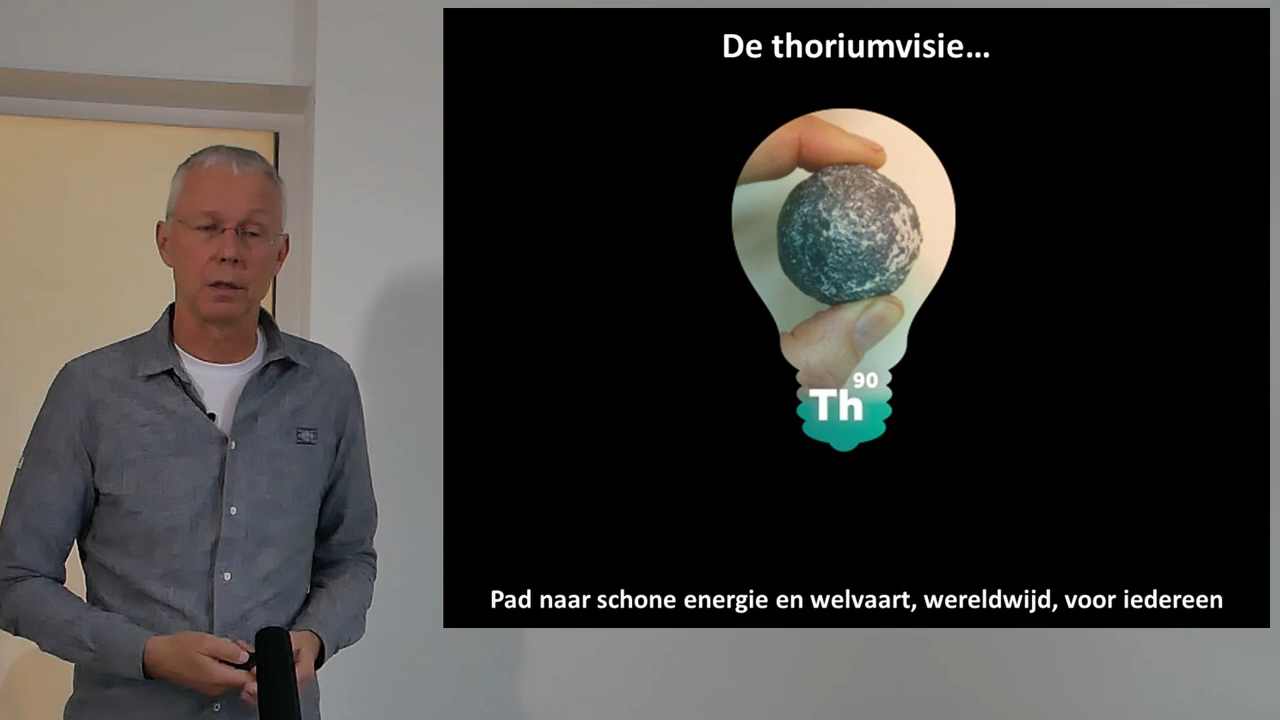 De thoriumvisie...
90
Th
Pad naar schone energie en welvaart, wereldwijd, voor iedereen